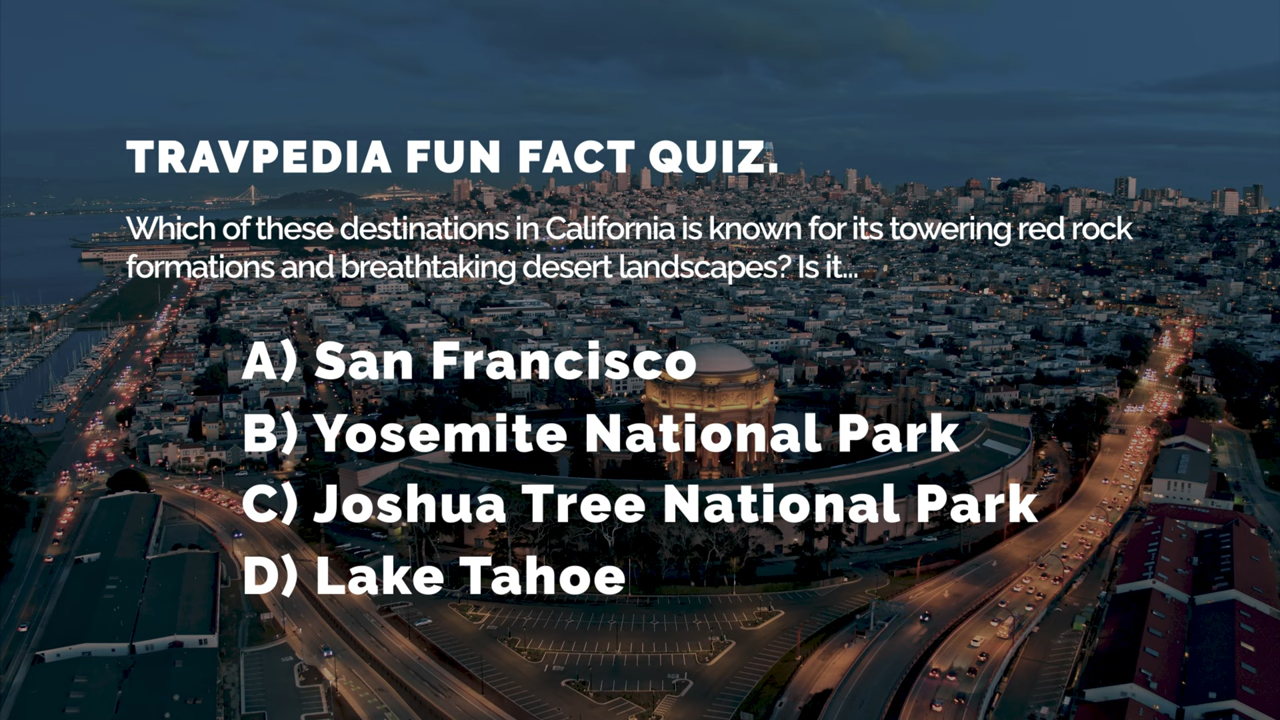 TRAVPEDIA FUN FACT QUIZ.
Which of these destinations in California is known for its towering red rock
formations and breathtaking desert landscapes? Is it...
A) San Francisco
B) Yosemite National Park
C) Joshua Tree National Park
D) Lake Tahoe